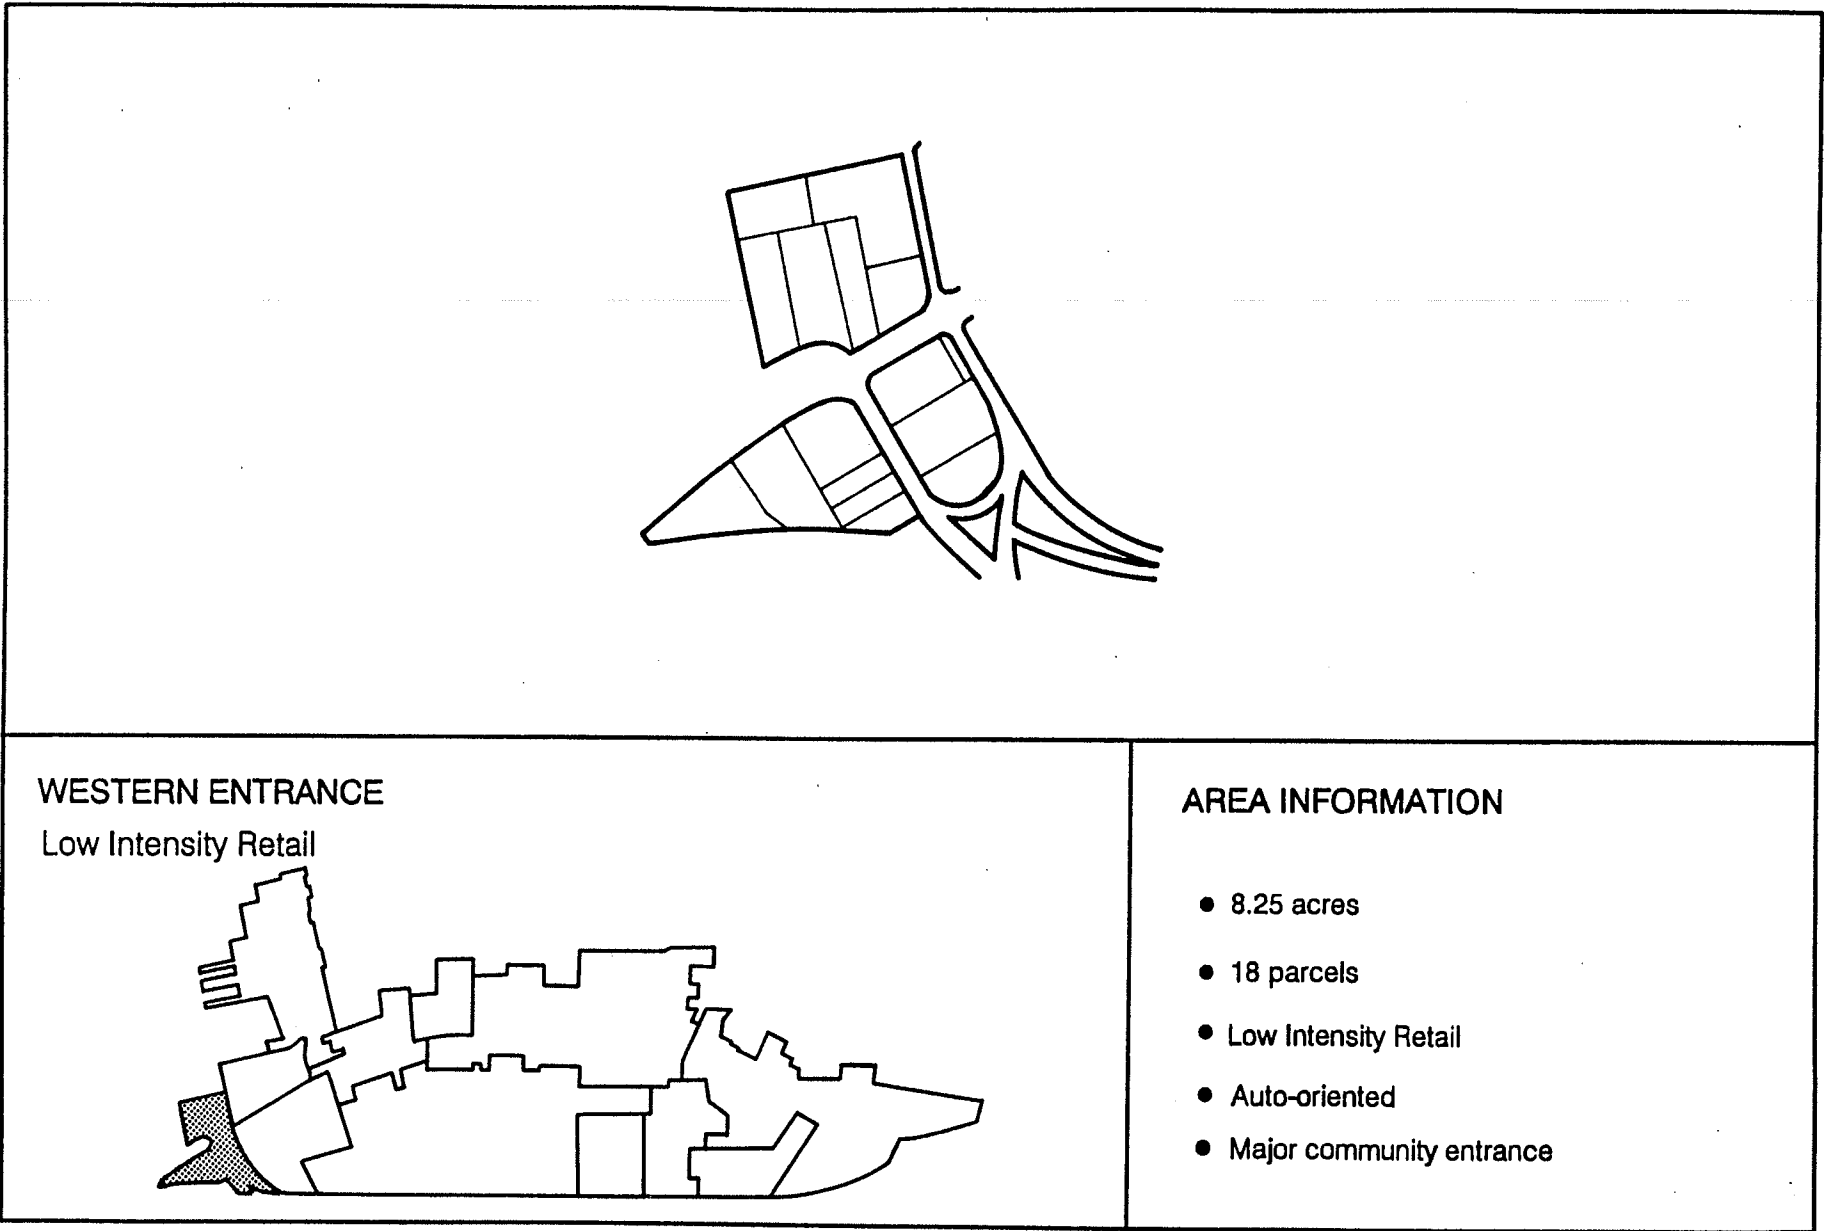 WESTERN ENTRANCE
Low Intensity Retail
AREA INFORMATION
● 8.25 acres
● 18 parcels
● Low Intensity Retail
● Auto-oriented
● Major community entrance